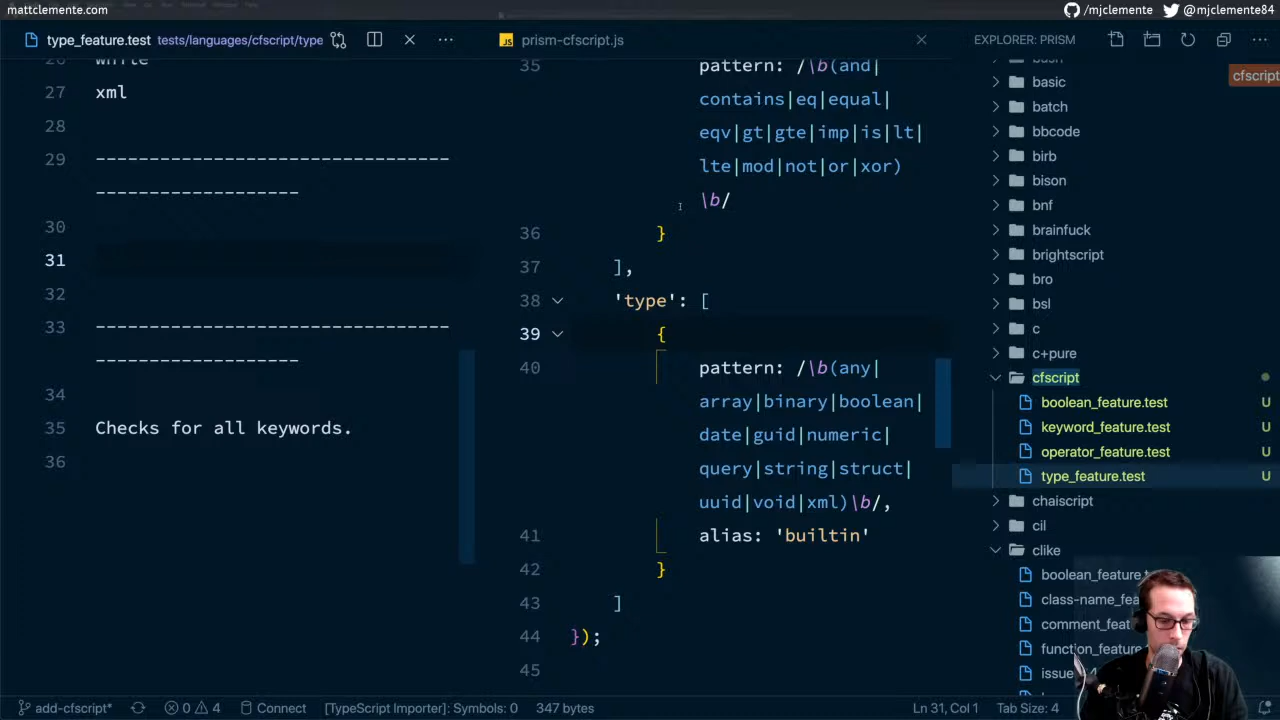 mattclemente.com
/mjclemente @mjclemente84
type_feature.test tests/languages/cfscript/type
prism-cfscript.js
EXPLORER: PRISM
while
27 xml
28
29 ---------------------------------
-------------------
30
31
32
33 ---------------------------------
-------------------
34
35 Checks for all keywords.
36
35 pattern: /\b(and|
contains|eq|equal|
eqv|gt|gte|imp|is|lt|
lte|mod|not|or|xor)
\b/
36 }
37 ],
38 'type': [
39 {
40 pattern: /\b(any|
array|binary|boolean|
date|guid|numeric|
query|string|struct|
uuid|void|xml)\b/,
41 alias: 'builtin'
42 }
43 ]
44 });
45
bash
basic
cfscript
batch
bbcode
birb
bison
bnf
brainfuck
brightscript
bro
bsl
c
c+pure
cfscript
boolean_feature.test U
keyword_feature.test U
operator_feature.test U
type_feature.test U
chaiscript
cil
clike
boolean_feature.t
class-name_fea
comment_feat
function_feature
issue
add-cfscript* 0 4 Connect [TypeScript Importer]: Symbols: 0 347 bytes Ln 31, Col 1 Tab Size: 4